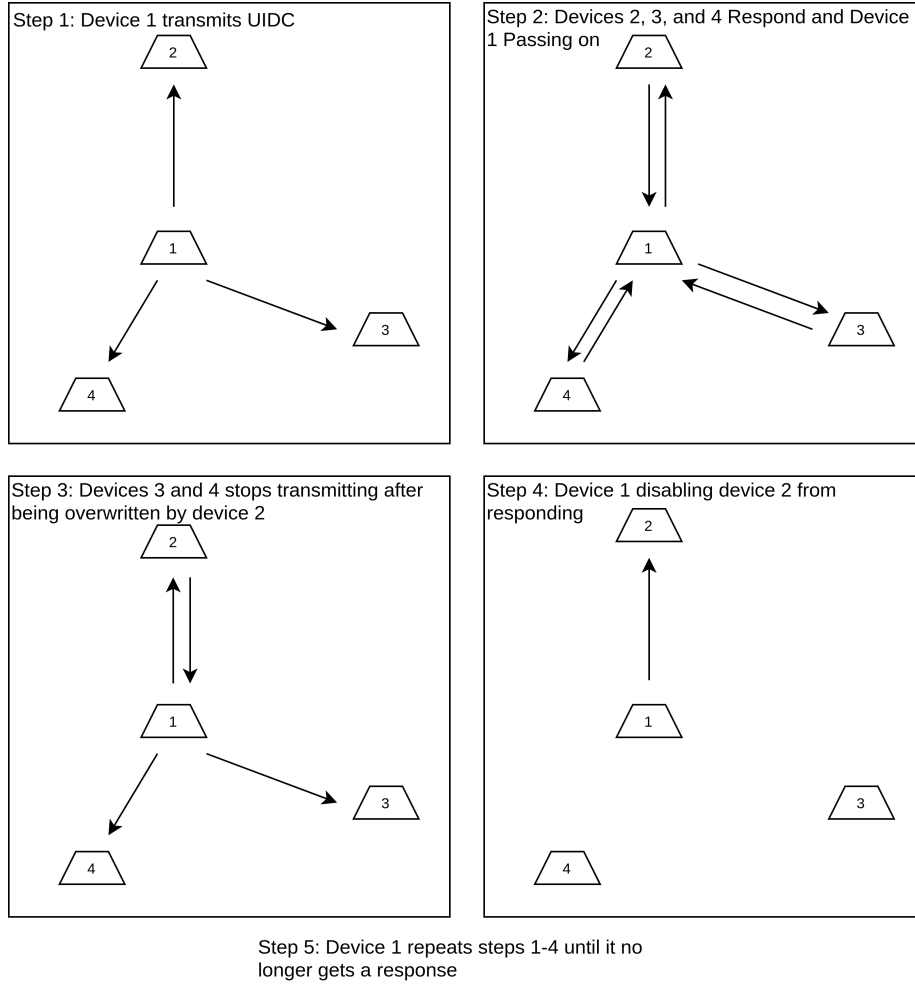 Step 1: Device 1 transmits UIDC
2
1
3
4
Step 2: Devices 2, 3, and 4 Respond and Device
1 Passing on
2
1
3
4
Step 3: Devices 3 and 4 stops transmitting after
being overwritten by device 2
2
1
3
4
Step 4: Device 1 disabling device 2 from
responding
2
1
3
4
Step 5: Device 1 repeats steps 1-4 until it no
longer gets a response